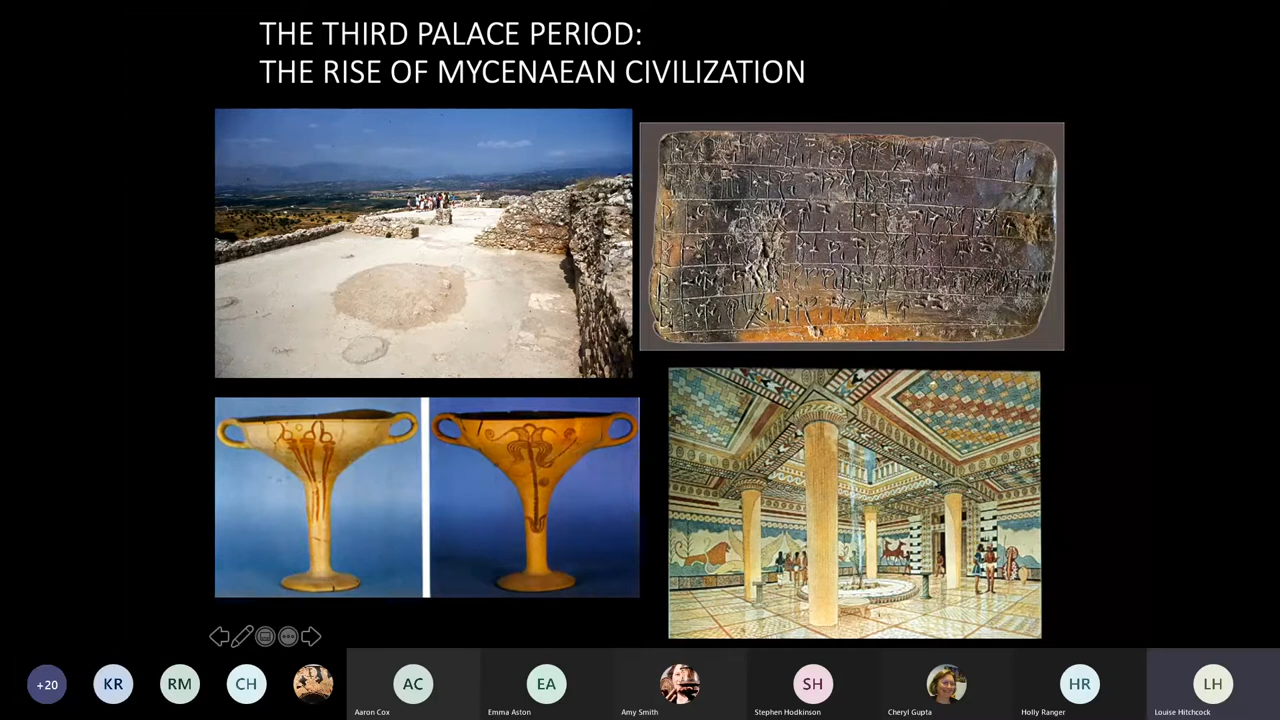 THE THIRD PALACE PERIOD:
THE RISE OF MYCENAEAN CIVILIZATION
+20
KR
RM
CH
AC
EA
SH
HR
LH
Aaron Cox
Emma Aston
Amy Smith
Stephen Hodkinson
Cheryl Gupta
Holly Ranger
Louise Hitchcock